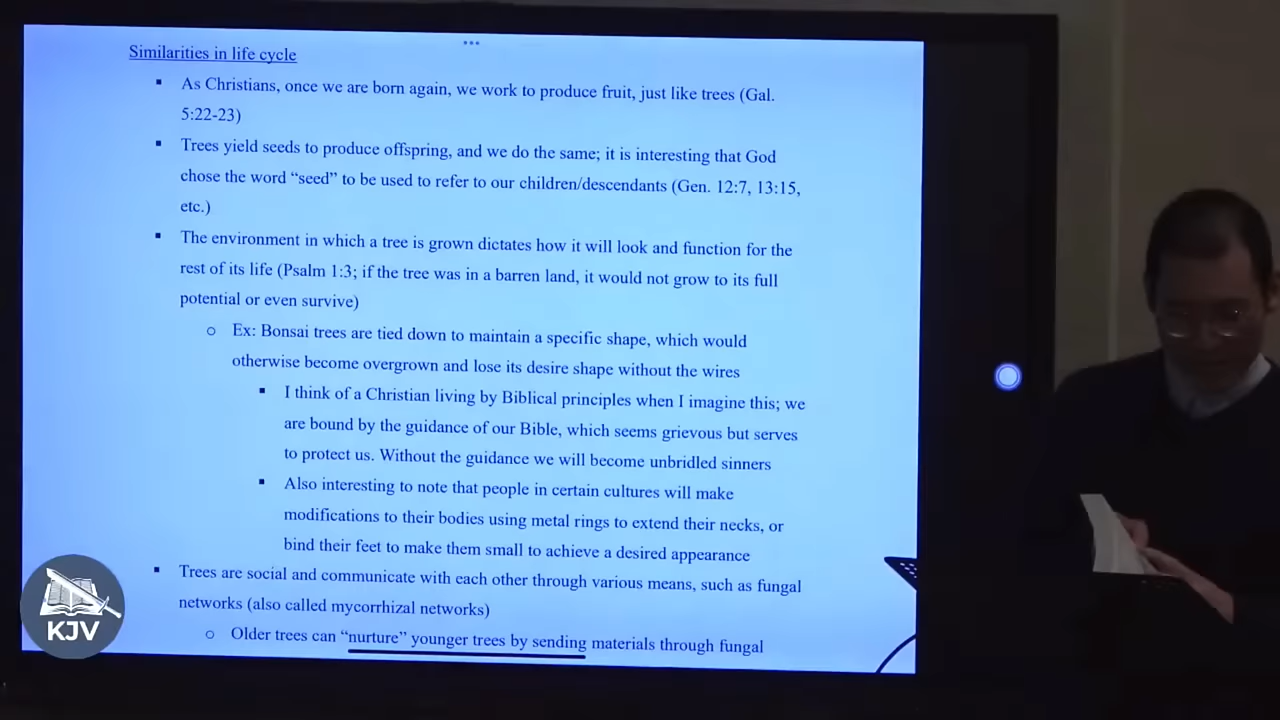 Similarities in life cycle
▪ As Christians, once we are born again, we work to produce fruit, just like trees (Gal.
5:22-23)
▪ Trees yield seeds to produce offspring, and we do the same; it is interesting that God
chose the word “seed” to be used to refer to our children/descendants (Gen. 12:7, 13:15,
etc.)
▪ The environment in which a tree is grown dictates how it will look and function for the
rest of its life (Psalm 1:3; if the tree was in a barren land, it would not grow to its full
potential or even survive)
o Ex: Bonsai trees are tied down to maintain a specific shape, which would
otherwise become overgrown and lose its desire shape without the wires
▪ I think of a Christian living by Biblical principles when I imagine this; we
are bound by the guidance of our Bible, which seems grievous but serves
to protect us. Without the guidance we will become unbridled sinners
▪ Also interesting to note that people in certain cultures will make
modifications to their bodies using metal rings to extend their necks, or
bind their feet to make them small to achieve a desired appearance
▪ Trees are social and communicate with each other through various means, such as fungal
networks (also called mycorrhizal networks)
o Older trees can “nurture” younger trees by sending materials through fungal
KJV